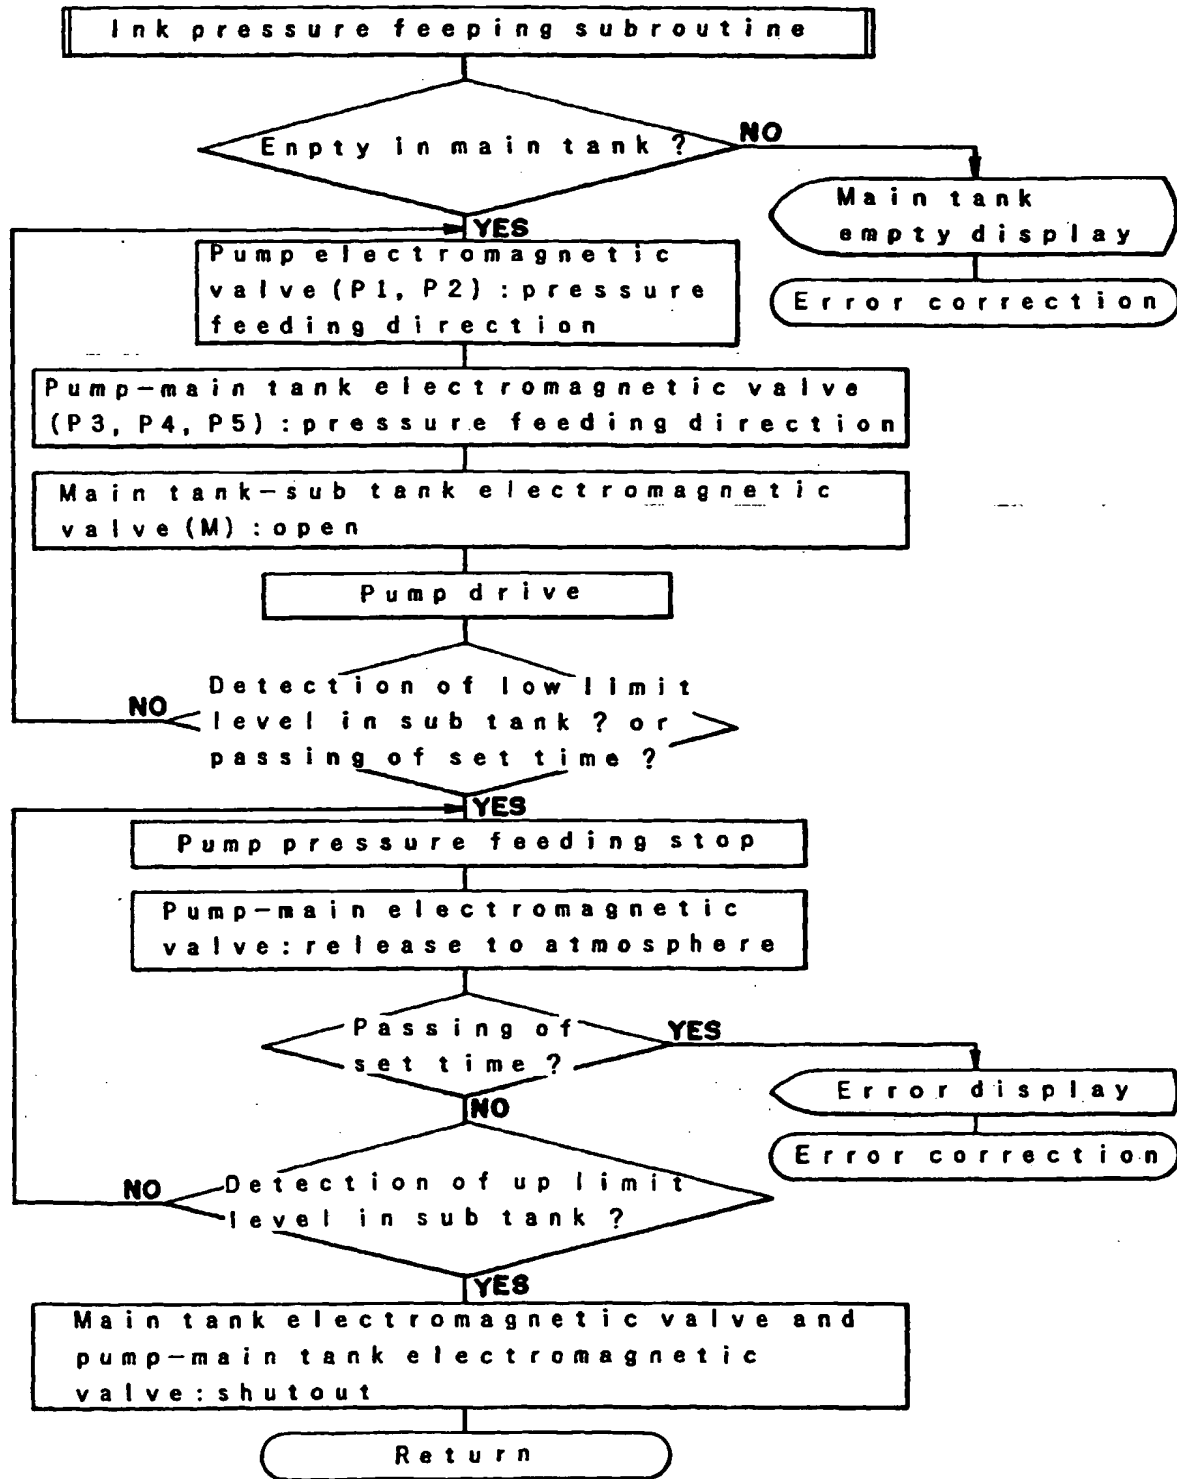 Ink pressure feeping subroutine
Enpty in main tank ?
NO
Main tank
empty display
Error correction
YES
Pump electromagnetic
valve (P1, P2) : pressure
feeding direction
Pump-main tank electromagnetic valve
(P3, P4, P5) : pressure feeding direction
Main tank-sub tank electromagnetic
valve (M) : open
Pump drive
Detection of low limit
level in sub tank ? or
passing of set time ?
NO
YES
Pump pressure feeding stop
Pump-main electromagnetic
valve : release to atmosphere
Passing of
set time ?
YES
Error display
Error correction
NO
Detection of up limit
level in sub tank ?
NO
YES
Main tank electromagnetic valve and
pump-main tank electromagnetic
valve : shutout
Return